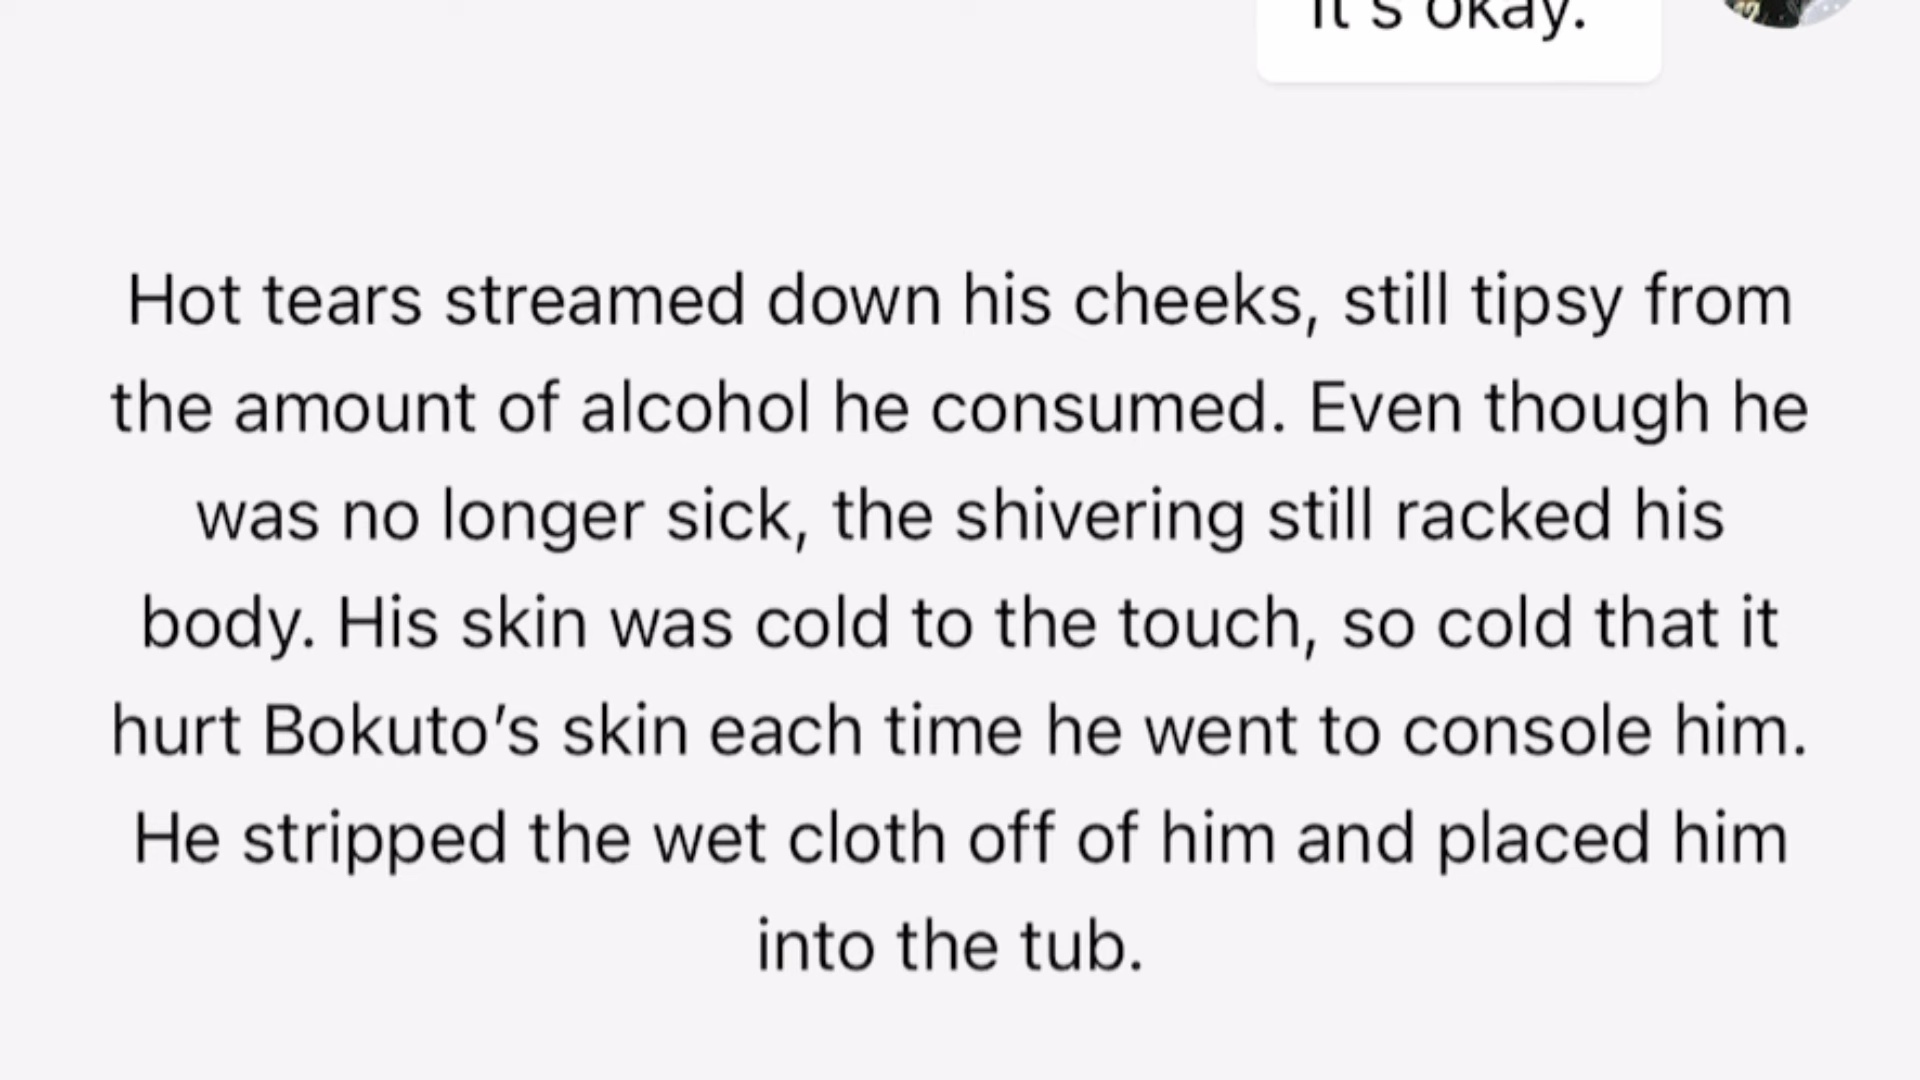 it's okay.
Hot tears streamed down his cheeks, still tipsy from
the amount of alcohol he consumed. Even though he
was no longer sick, the shivering still racked his
body. His skin was cold to the touch, so cold that it
hurt Bokuto’s skin each time he went to console him.
He stripped the wet cloth off of him and placed him
into the tub.